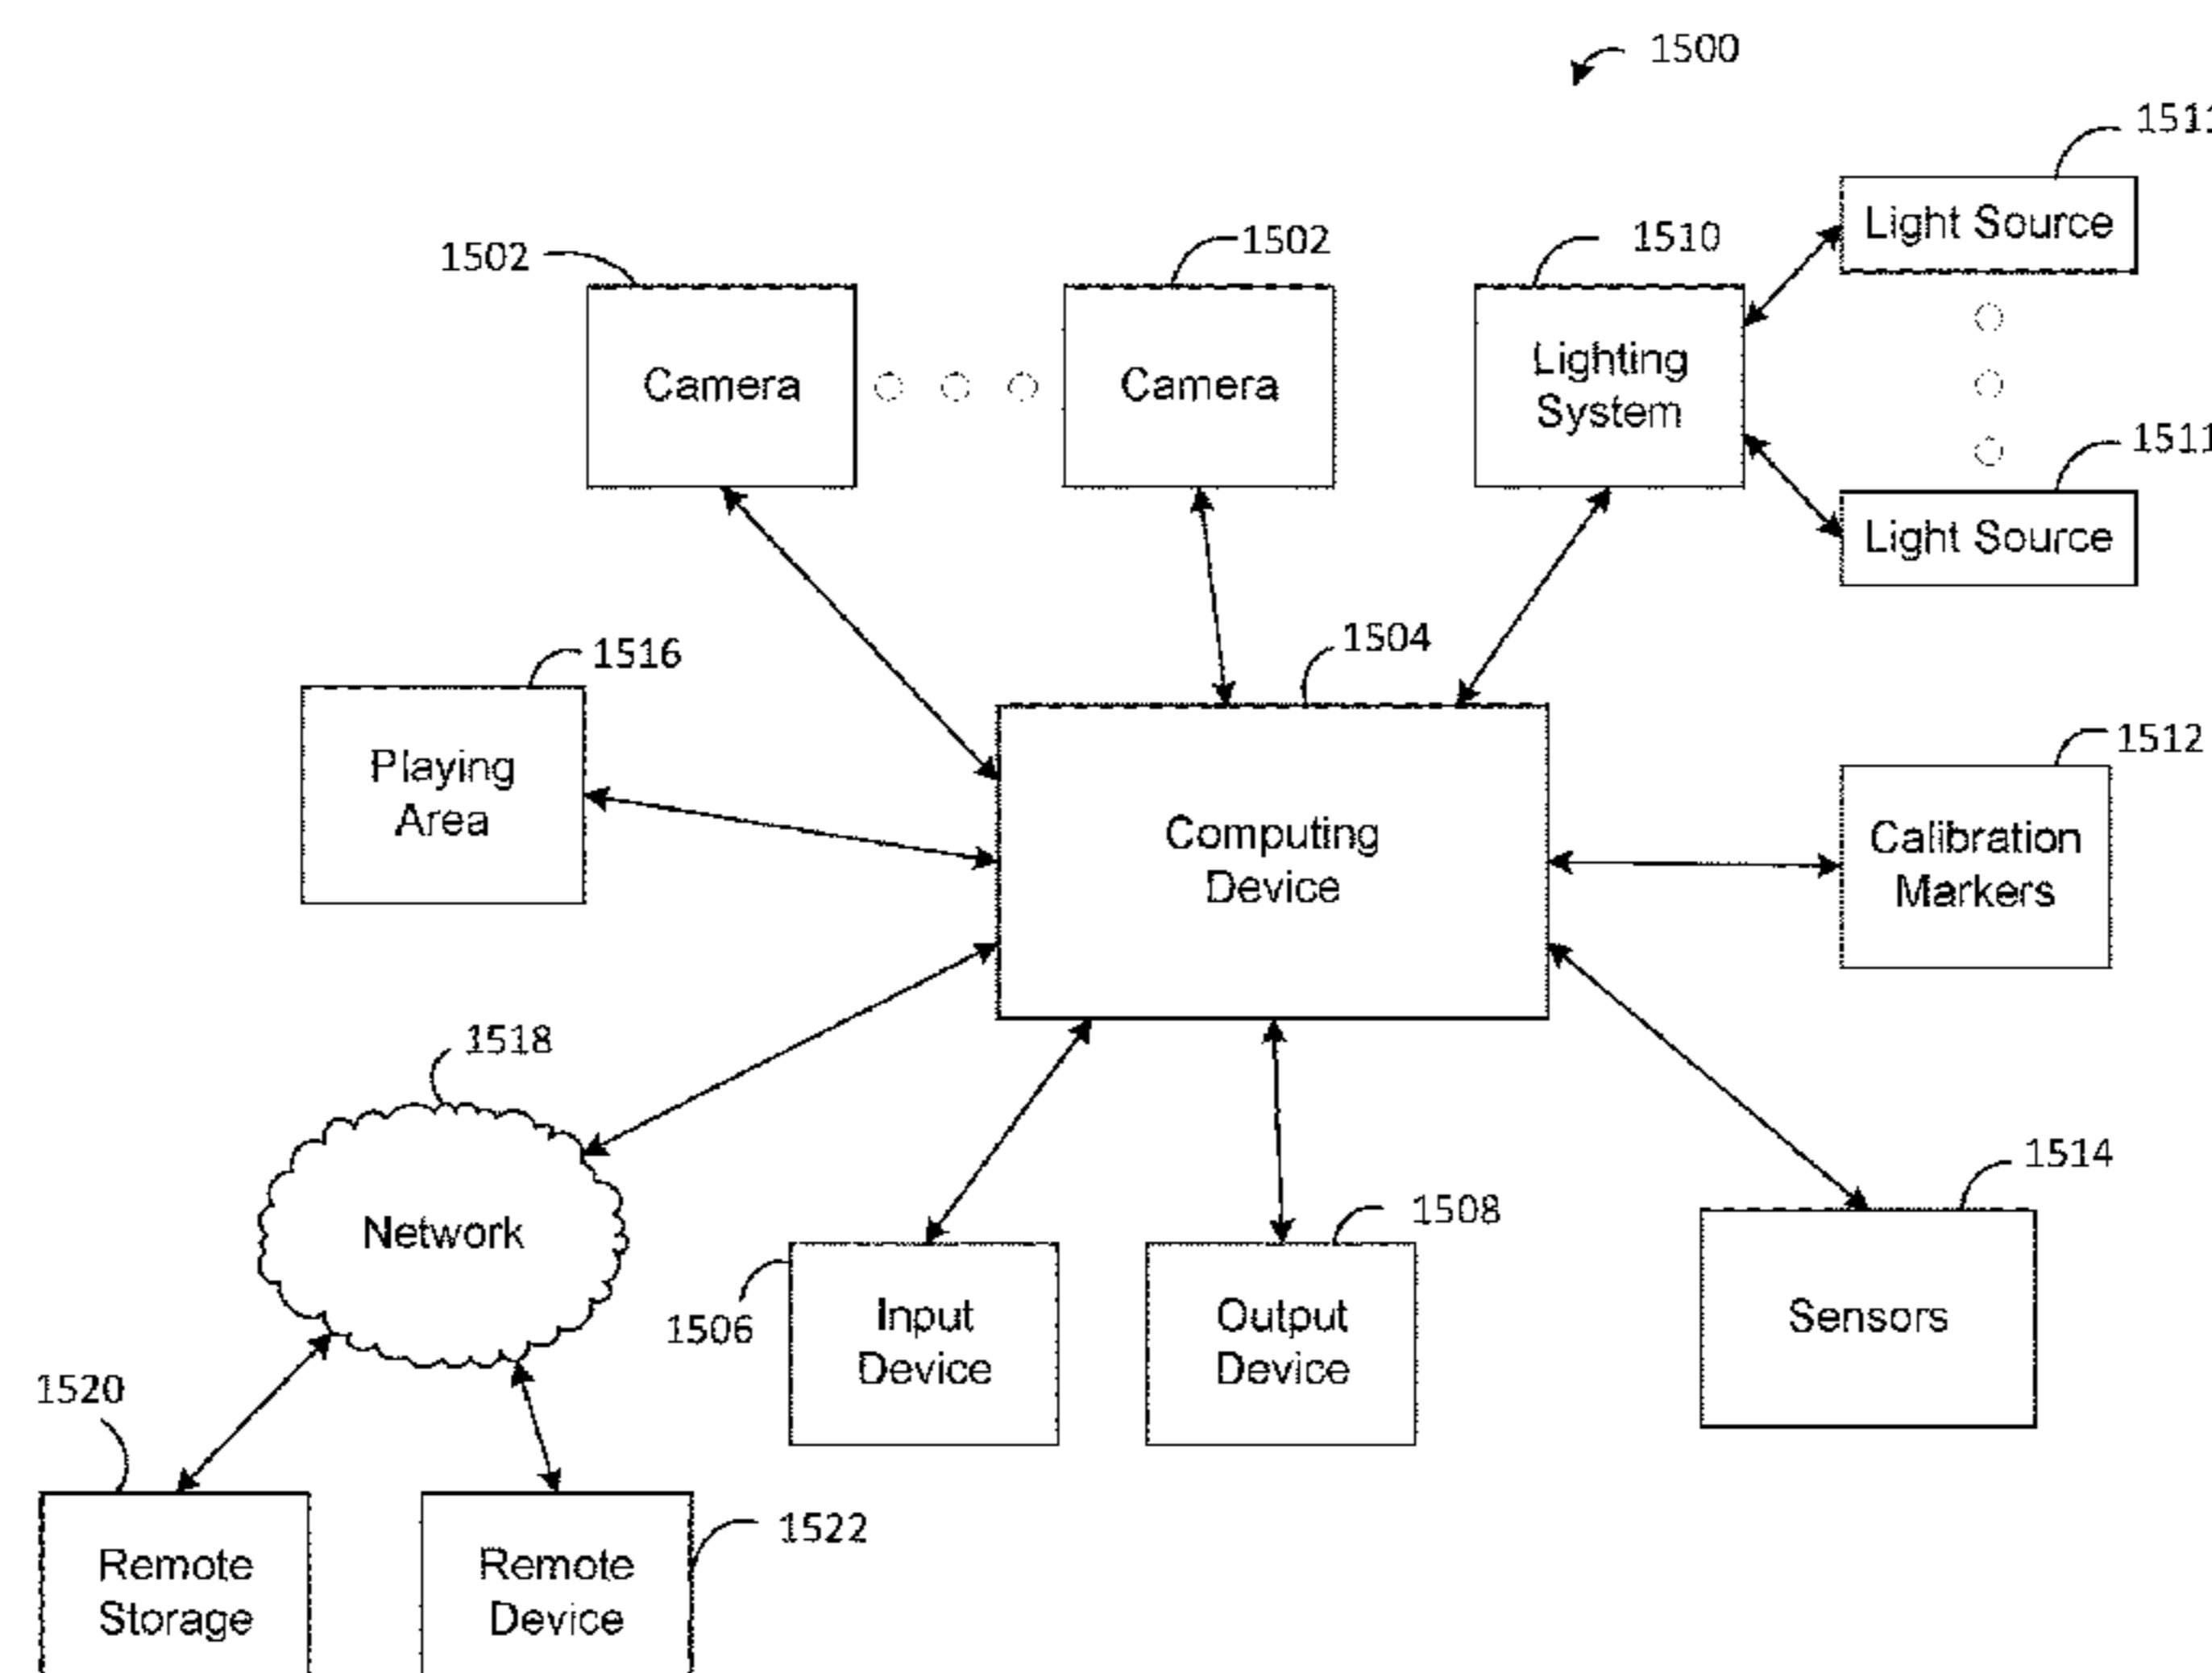 1500
1511
1502
1502
1510
Light Source
Camera
Camera
Lighting
System
1511
Light Source
1516
1504
1512
Playing
Area
Computing
Device
Calibration
Markers
1518
1514
1508
Network
1506
Input
Device
Output
Device
Sensors
1520
1522
Remote
Storage
Remote
Device